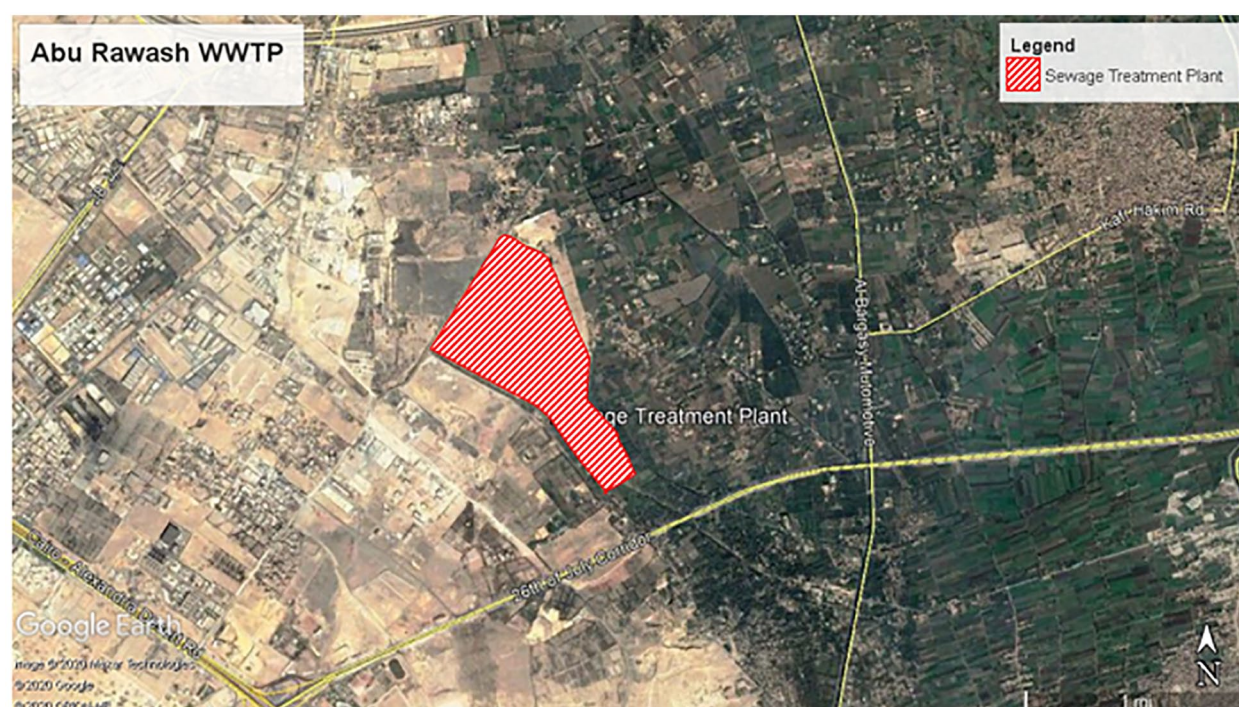 Abu Rawash WWTP
Legend
Sewage Treatment Plant
Kafr Hakim Rd
Treatment Plant
26th of July Corridor
Cairo - Alexandria Desert Rd
Google Earth
Image © 2020 Maxar Technologies
© 2020 Google
N
1 mi